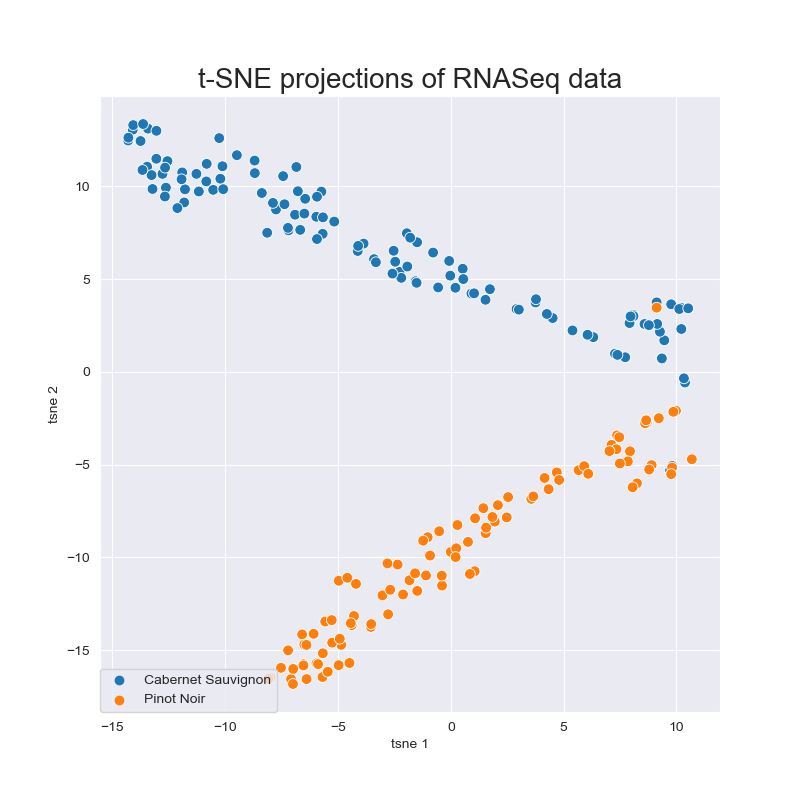 t-SNE projections of RNASeq data
10
5
0
−5
−10
−15
tsne 2
Cabernet Sauvignon
Pinot Noir
−15 −10 −5 0 5 10
tsne 1